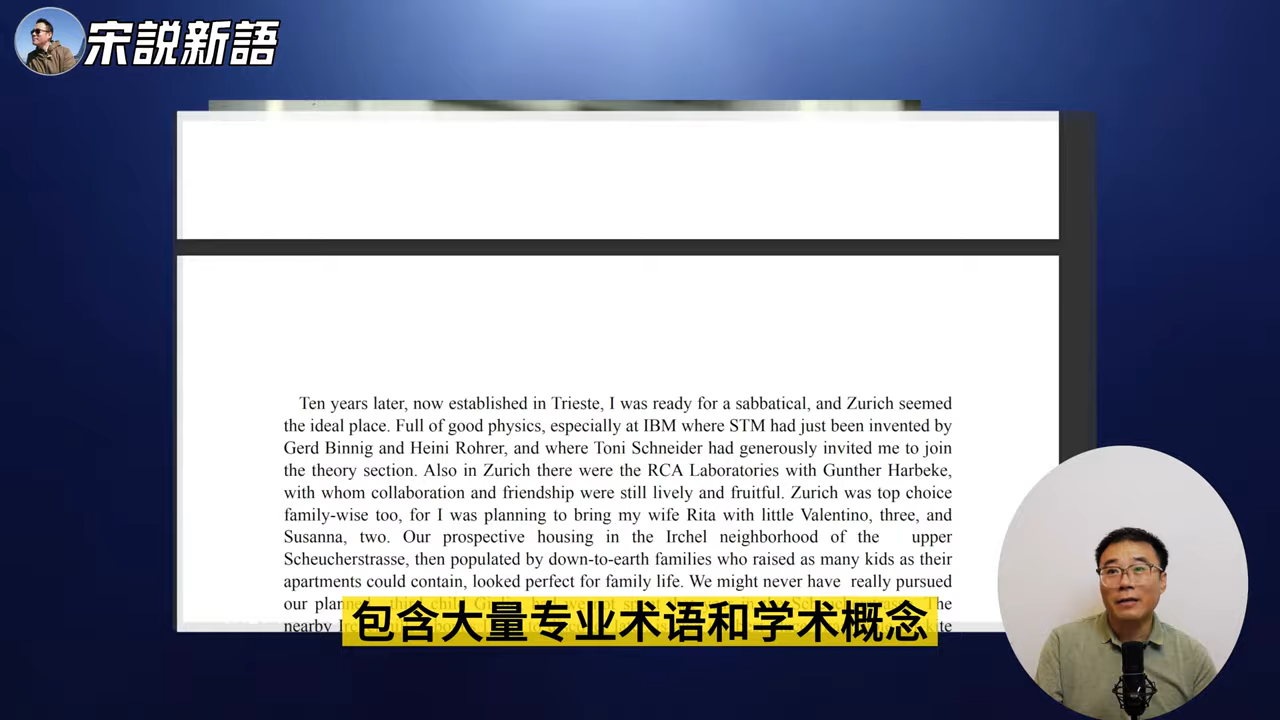 宋説新語
Ten years later, now established in Trieste, I was ready for a sabbatical, and Zurich seemed
the ideal place. Full of good physics, especially at IBM where STM had just been invented by
Gerd Binnig and Heini Rohrer, and where Toni Schneider had generously invited me to join
the theory section. Also in Zurich there were the RCA Laboratories with Gunther Harbeke,
with whom collaboration and friendship were still lively and fruitful. Zurich was top choice
family-wise too, for I was planning to bring my wife Rita with little Valentino, three, and
Susanna, two. Our prospective housing in the Irchel neighborhood of the upper
Scheucherstrasse, then populated by down-to-earth families who raised as many kids as their
apartments could contain, looked perfect for family life. We might never have really pursued
our The
nearby
包含大量专业术语和学术概念